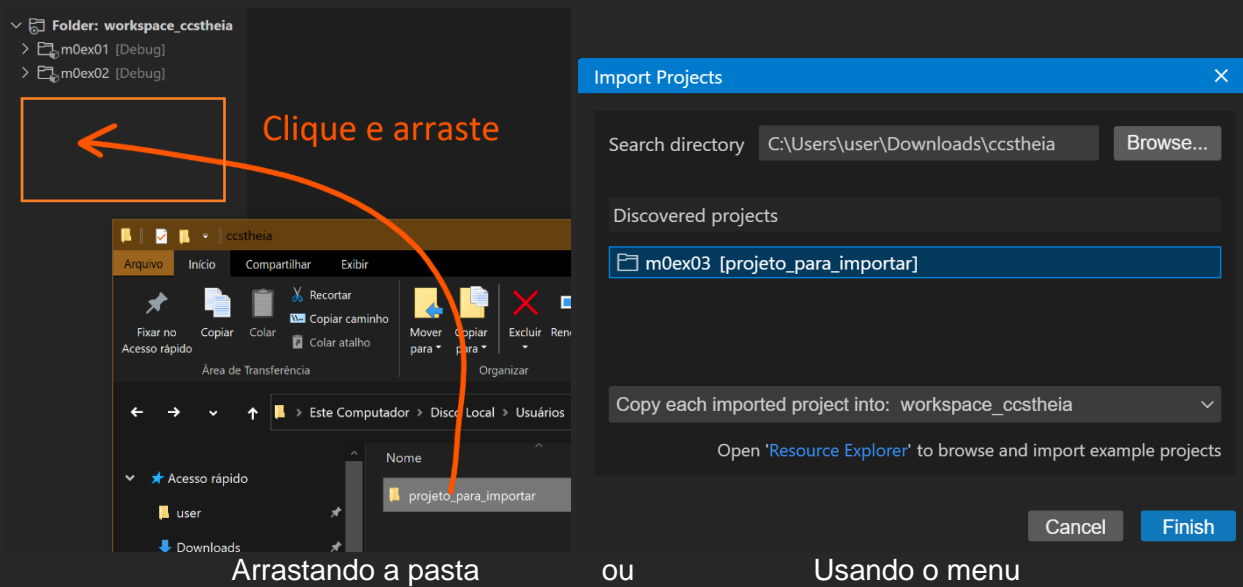 Folder: workspace_ccstheia
m0ex01 [Debug]
m0ex02 [Debug]
Clique e arraste
ccstheia
Arquivo Início Compartilhar Exibir
Fixar no
Acesso rápido
Copiar
Colar
Recortar
Copiar caminho
Colar atalho
Área de Transferência
Mover
para
Copiar
para
Excluir
Organizar
Este Computador > Disco Local > Usuários
Nome
projeto_para_importar
Acesso rápido
user
Downloads
Import Projects
Search directory C:\Users\user\Downloads\ccstheia Browse...
Discovered projects
m0ex03 [projeto_para_importar]
Copy each imported project into: workspace_ccstheia
Open 'Resource Explorer' to browse and import example projects
Cancel Finish
Arrastando a pasta ou Usando o menu